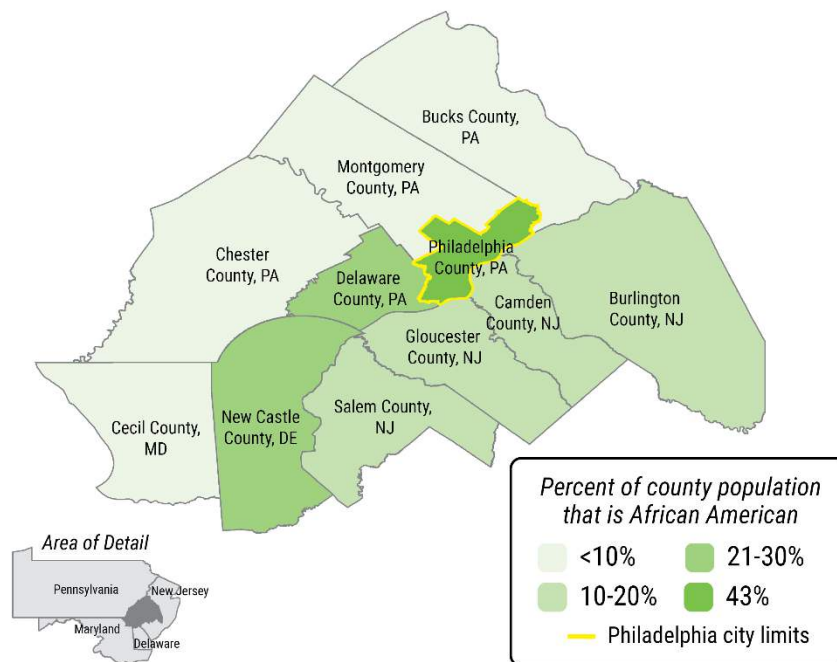 Bucks County,
PA
Montgomery
County, PA
Chester
County, PA
Philadelphia
County, PA
Delaware
County, PA
Camden
County, NJ
Burlington
County, NJ
Gloucester
County, NJ
Cecil County,
MD
New Castle
County, DE
Salem County,
NJ
Percent of county population
that is African American
<10%
21-30%
10-20%
43%
Philadelphia city limits
Area of Detail
Pennsylvania
New Jersey
Maryland
Delaware